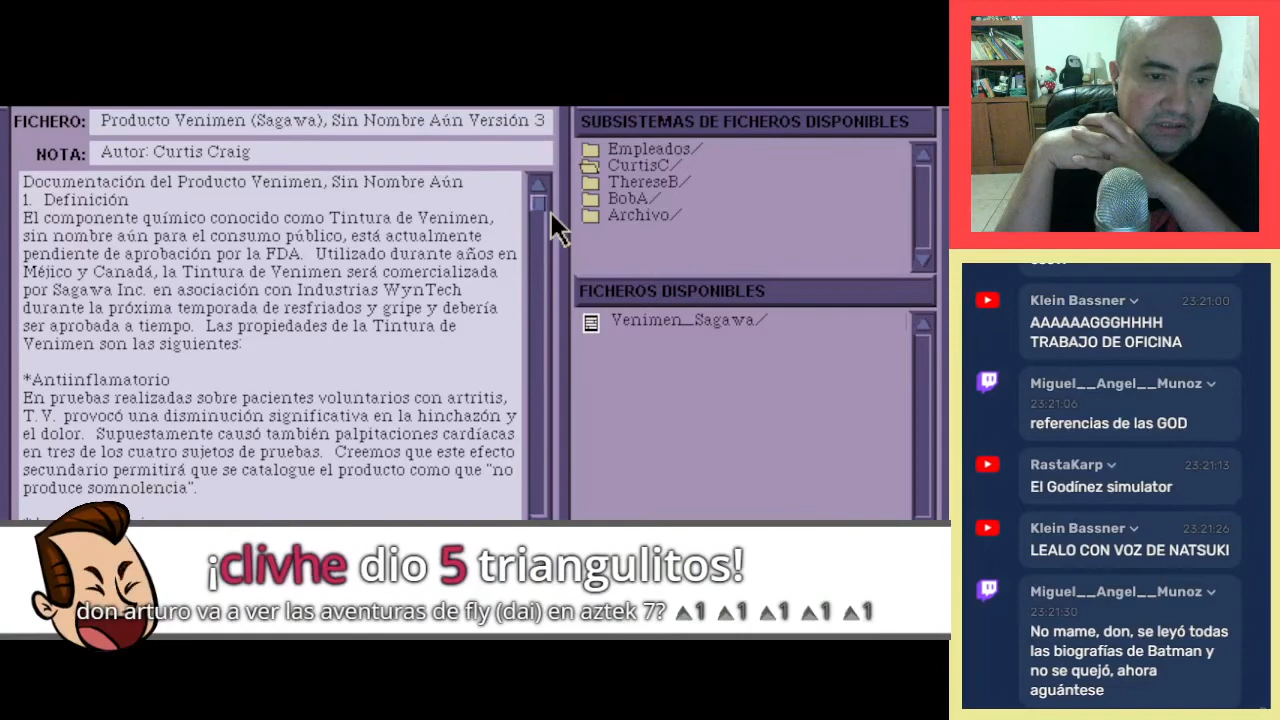 FICHERO:
Producto Venimen (Sagawa), Sin Nombre Aún Versión 3
NOTA:
Autor: Curtis Craig
Documentación del Producto Venimen, Sin Nombre Aún
1. Definición
El componente químico conocido como Tintura de Venimen,
sin nombre aún para el consumo público, está actualmente
pendiente de aprobación por la FDA. Utilizado durante años en
Méjico y Canadá, la Tintura de Venimen será comercializada
por Sagawa Inc. en asociación con Industrias WynTech
durante la próxima temporada de resfriados y gripe y debería
ser aprobada a tiempo. Las propiedades de la Tintura de
Venimen son las siguientes:
*Antiinflamatorio
En pruebas realizadas sobre pacientes voluntarios con artritis,
T.V. provocó una disminución significativa en la hinchazón y
el dolor. Supuestamente causó también palpitaciones cardíacas
en tres de los cuatro sujetos de pruebas. Creemos que este efecto
secundario permitirá que se catalogue el producto como que "no
produce somnolencia".
SUBSISTEMAS DE FICHEROS DISPONIBLES
Empleados/
CurtisC/
ThereseB/
BobA/
Archivo/
FICHEROS DISPONIBLES
Venimen_Sagawa/
¡clivhe dio 5 triangulitos!
don arturo va a ver las aventuras de fly (dai) en aztek 7? 1 1 1 1 1
Klein Bassner
23:21:00
AAAAAAGGGHHHH
TRABAJO DE OFICINA
Miguel__Angel__Munoz
23:21:06
referencias de las GOD
RastaKarp
23:21:13
El Godínez simulator
Klein Bassner
23:21:26
LEALO CON VOZ DE NATSUKI
Miguel__Angel__Munoz
23:21:30
No mame, don, se leyó todas
las biografías de Batman y
no se quejó, ahora
aguántese